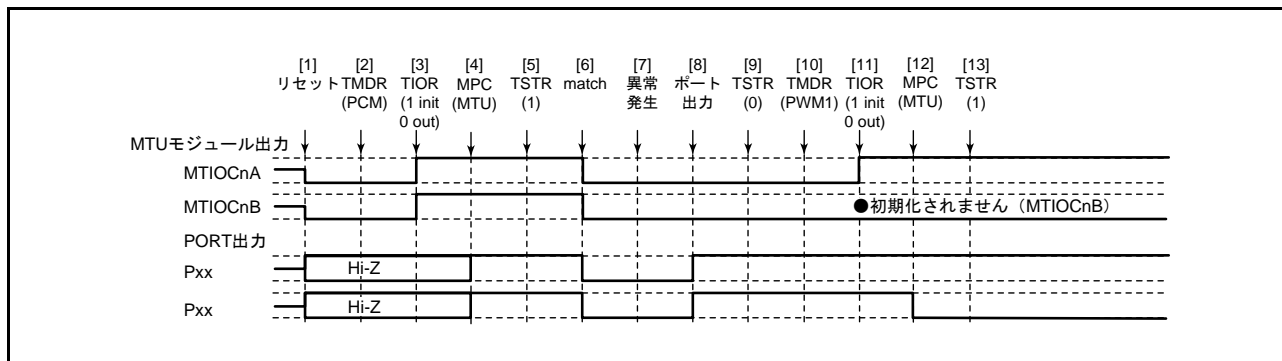 [1] [2] [3] [4] [5] [6] [7] [8] [9] [10] [11] [12] [13]
リセット TMDR TIOR MPC TSTR match 異常 ポート TSTR TMDR TIOR MPC TSTR
(PCM) (1 init (MTU) (1) 発生 出力 (0) (PWM1) (1 init (MTU) (1)
0 out) 0 out)
MTUモジュール出力
MTIOCnA
MTIOCnB ●初期化されません（MTIOCnB）
PORT出力
Pxx Hi-Z
Pxx Hi-Z